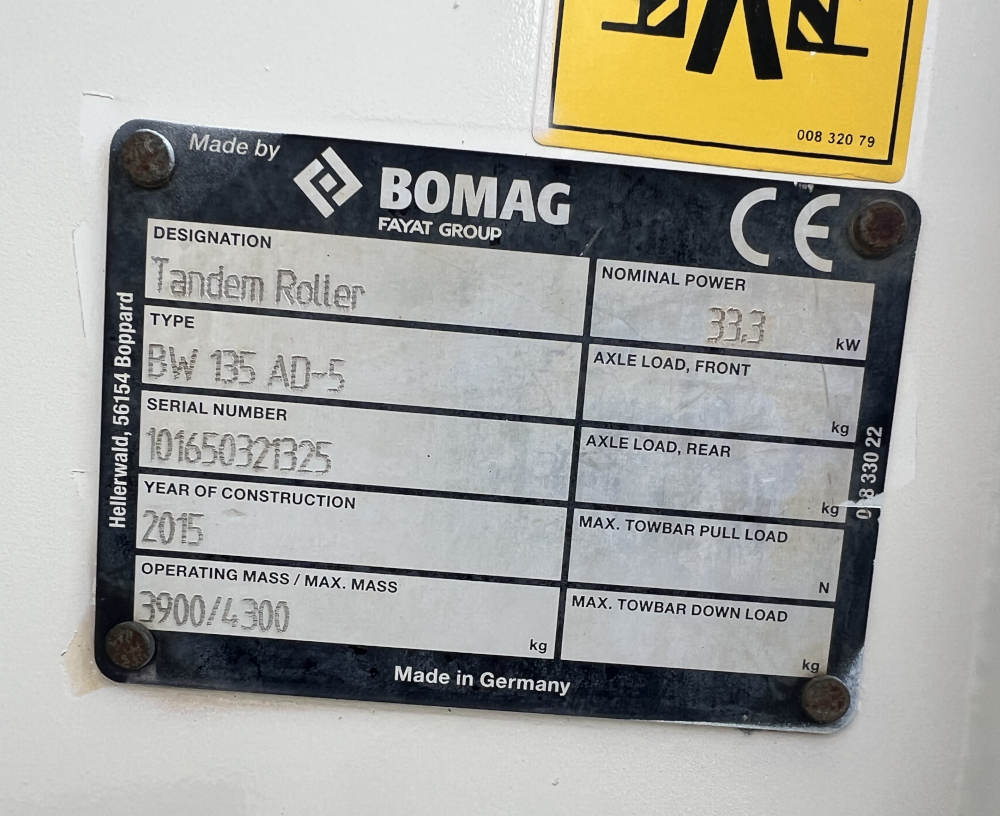 008 320 79
Made by
BOMAG
FAYAT GROUP
CE
DESIGNATION
Tandem Roller
TYPE
BW 135 AD-5
SERIAL NUMBER
101650321325
YEAR OF CONSTRUCTION
2015
OPERATING MASS / MAX. MASS
3900/4300
kg
NOMINAL POWER
33,3
kW
AXLE LOAD, FRONT
kg
AXLE LOAD, REAR
kg
MAX. TOWBAR PULL LOAD
N
MAX. TOWBAR DOWN LOAD
kg
Made in Germany
Hellerwald, 56154 Boppard
008 330 22